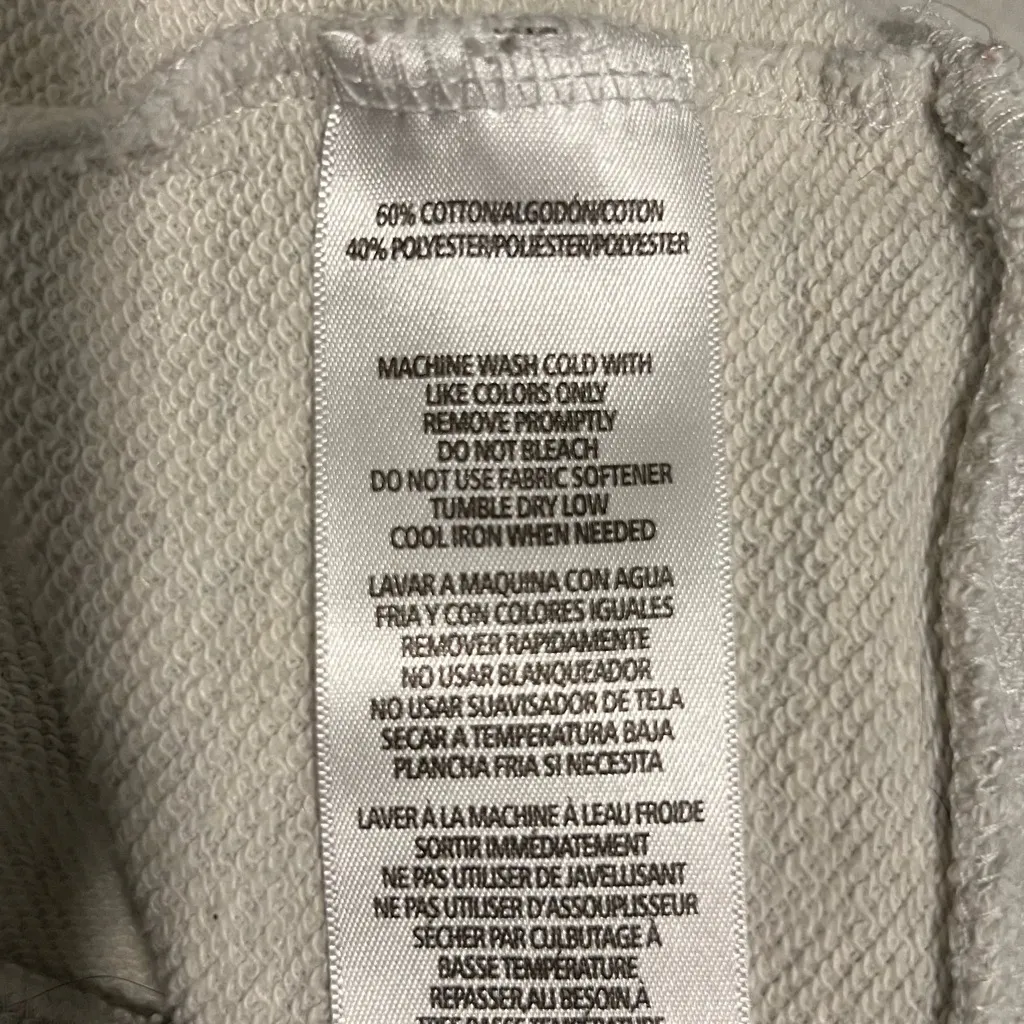 60% COTTON/ALGODÓN/COTON
40% POLYESTER/POLIÉSTER/POLYESTER
MACHINE WASH COLD WITH
LIKE COLORS ONLY
REMOVE PROMPTLY
DO NOT BLEACH
DO NOT USE FABRIC SOFTENER
TUMBLE DRY LOW
COOL IRON WHEN NEEDED
LAVAR A MAQUINA CON AGUA
FRIA Y CON COLORES IGUALES
REMOVER RAPIDAMENTE
NO USAR BLANQUEADOR
NO USAR SUAVISADOR DE TELA
SECAR A TEMPERATURA BAJA
PLANCHA FRIA SI NECESITA
LAVER À LA MACHINE À LEAU FROIDE
SORTIR IMMÉDIATEMENT
NE PAS UTILISER DE JAVELLISANT
NE PAS UTILISER D'ASSOUPLISSEUR
SÉCHER PAR CULBUTAGE À
BASSE TEMPÉRATURE
REPASSER, AU BESOIN, À